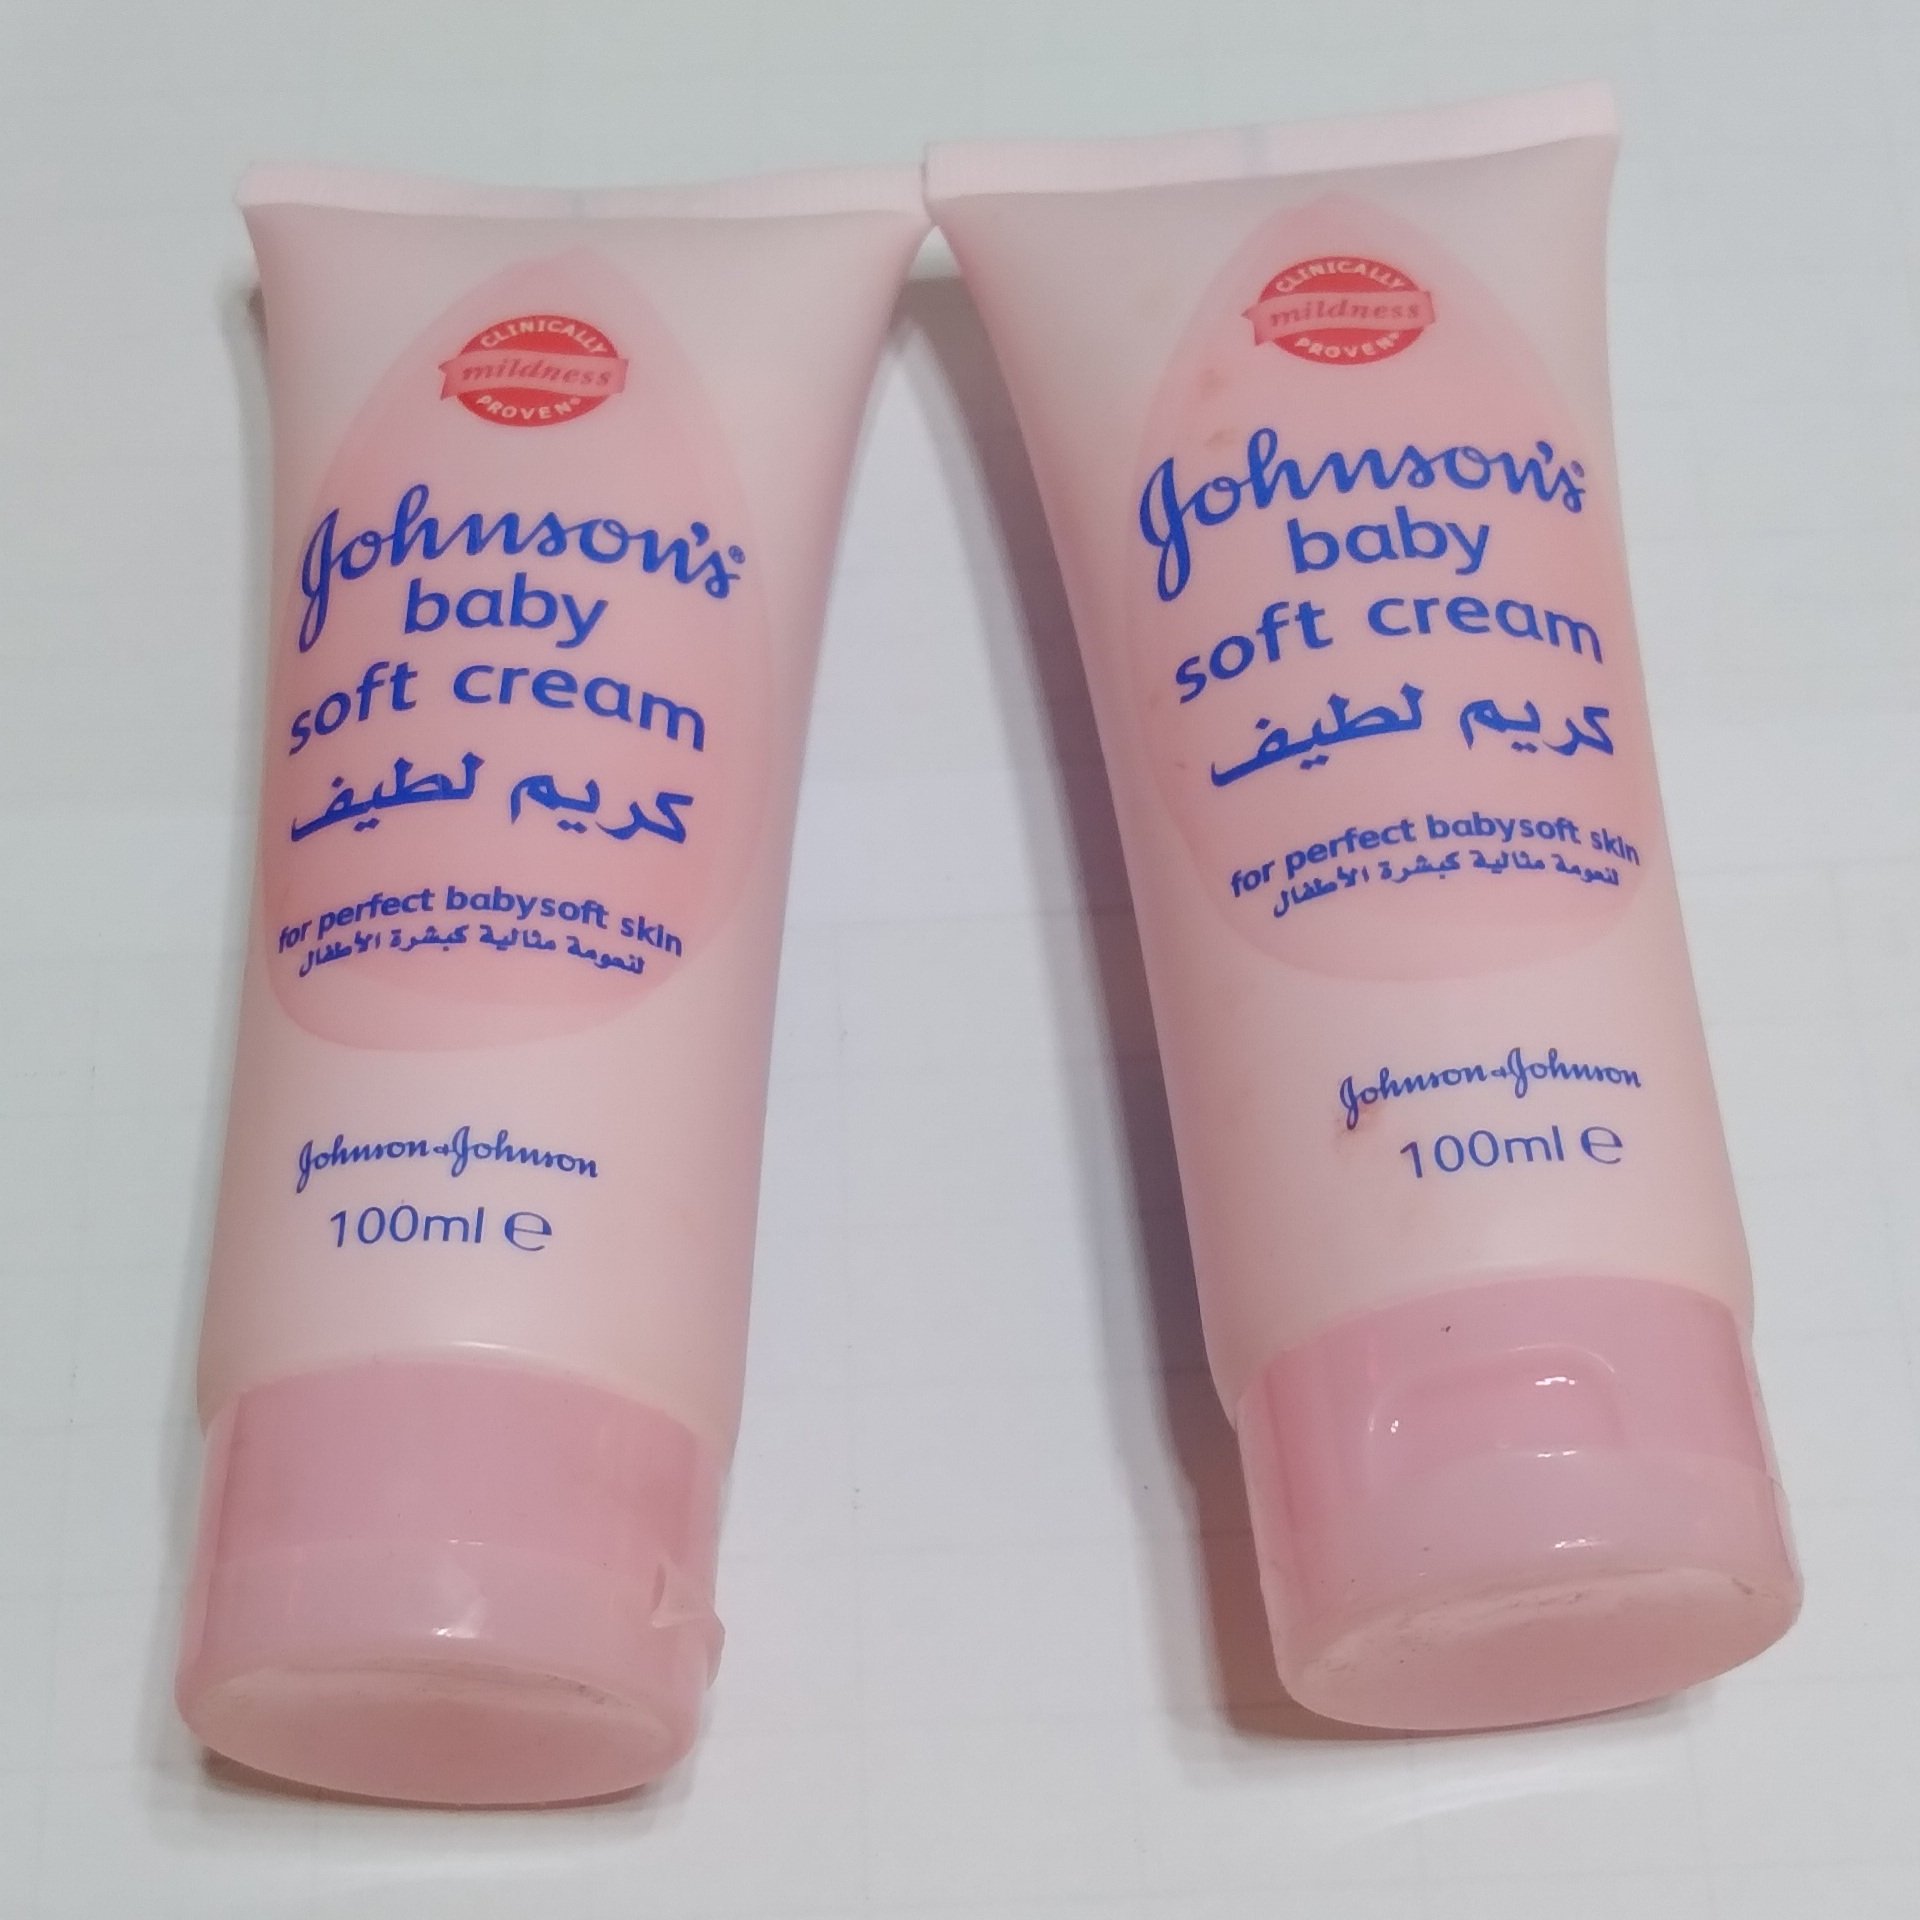 CLINICALLY
mildness
PROVEN®
Johnson's®
baby
soft cream
كريم لطيف
for perfect babysoft skin
لنعومة مثالية كبشرة الأطفال
Johnson & Johnson
100ml ℮
CLINICALLY
mildness
PROVEN®
Johnson's®
baby
soft cream
كريم لطيف
for perfect babysoft skin
لنعومة مثالية كبشرة الأطفال
Johnson & Johnson
100ml ℮